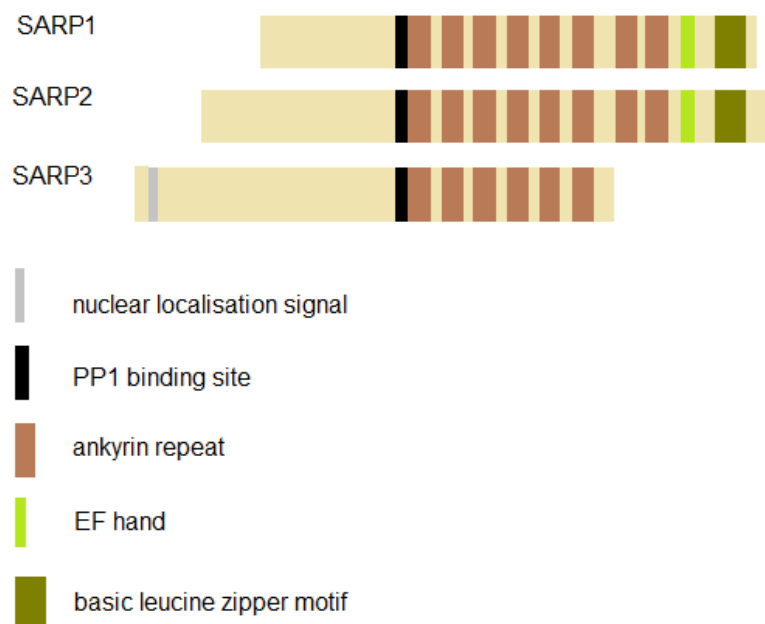 SARP1
SARP2
SARP3
nuclear localisation signal
PP1 binding site
ankyrin repeat
EF hand
basic leucine zipper motif